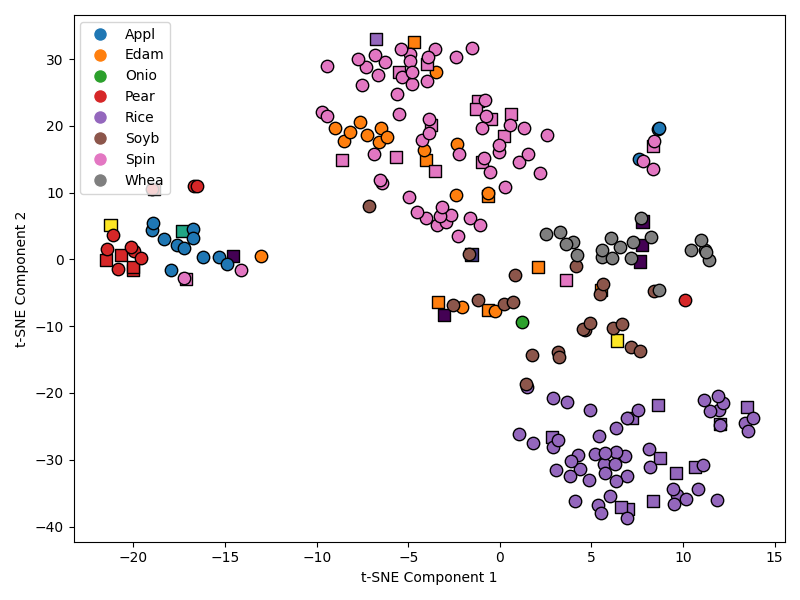 Appl
Edam
Onio
Pear
Rice
Soyb
Spin
Whea
t-SNE Component 2
30
20
10
0
−10
−20
−30
−40
−20
−15
−10
−5
0
5
10
15
t-SNE Component 1